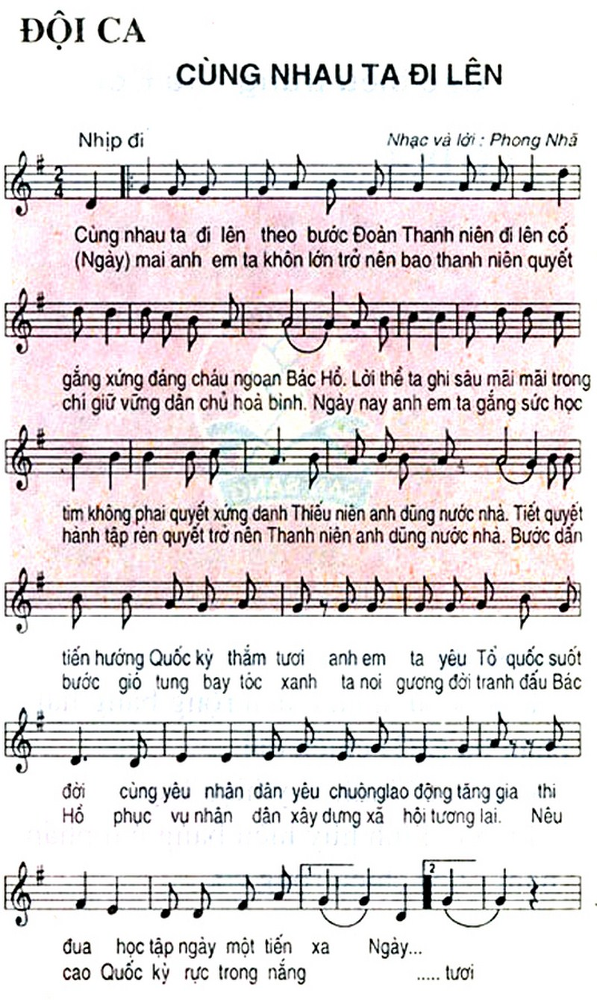 ĐỘI CA
CÙNG NHAU TA ĐI LÊN
Nhịp đi
Nhạc và lời : Phong Nhã
2
4
Cùng nhau ta đi lên theo bước Đoàn Thanh niên đi lên cố
(Ngày) mai anh em ta khôn lớn trở nên bao thanh niên quyết
gắng xứng đáng cháu ngoan Bác Hồ. Lời thề ta ghi sâu mãi mãi trong
chí giữ vững dân chủ hoà bình. Ngày nay anh em ta gắng sức học
tim không phai quyết xứng danh Thiếu niên anh dũng nước nhà. Tiết quyết
hành tập rèn quyết trở nên Thanh niên anh dũng nước nhà. Bước dấn
tiến hướng Quốc kỳ thắm tươi anh em ta yêu Tổ quốc suốt
bước gió tung bay tóc xanh ta noi gương đời tranh đấu Bác
đời cùng yêu nhân dân yêu chuộnglao động tăng gia thi
Hồ phục vụ nhân dân xây dựng xã hội tương lai. Nêu
1
2
đua học tập ngày một tiến xa Ngày...
cao Quốc kỳ rực trong nắng ..... tươi